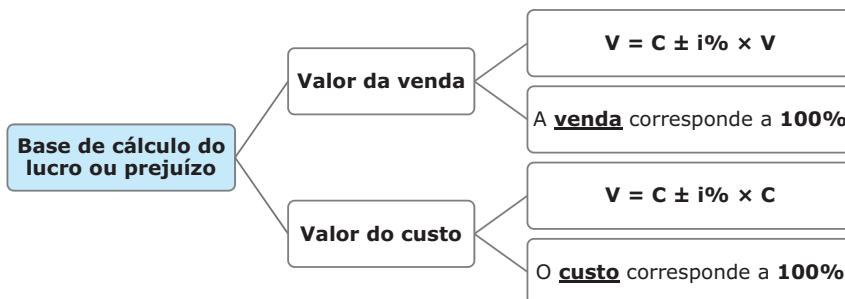 Base de cálculo do
lucro ou prejuízo
Valor da venda
V = C ± i% × V
A venda corresponde a 100%
Valor do custo
V = C ± i% × C
O custo corresponde a 100%